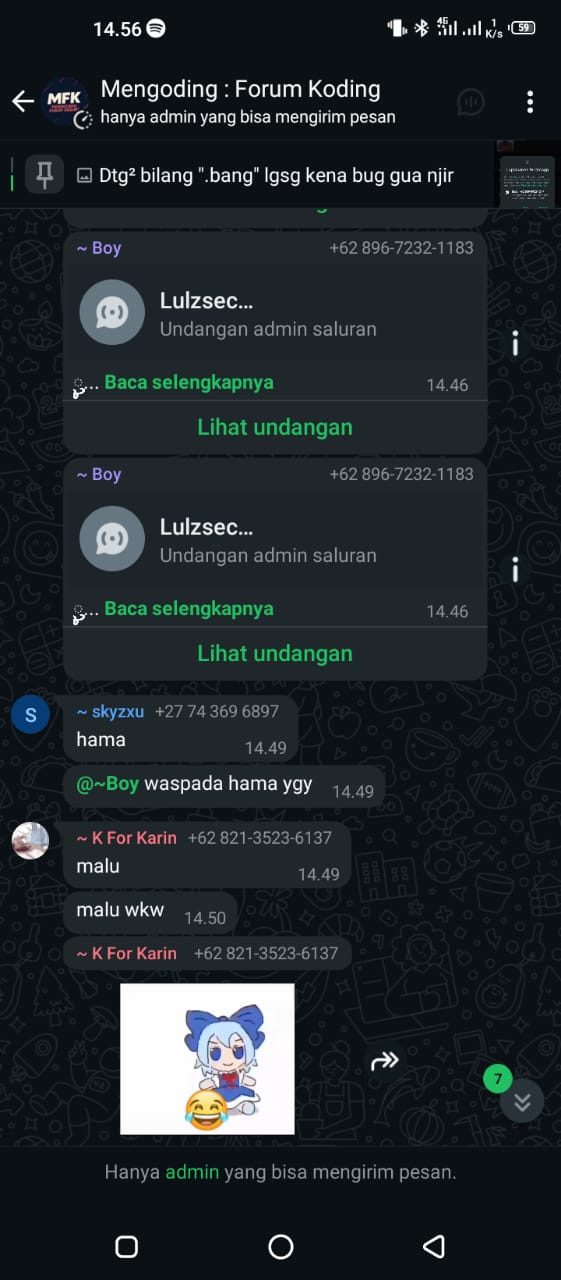 14.56
4G
1 K/s
59
MFK
Mengoding : Forum Koding
hanya admin yang bisa mengirim pesan
Dtg² bilang ".bang" lgsg kena bug gua njir
~ Boy +62 896-7232-1183
Lulzsec...
Undangan admin saluran
... Baca selengkapnya 14.46
Lihat undangan
~ Boy +62 896-7232-1183
Lulzsec...
Undangan admin saluran
... Baca selengkapnya 14.46
Lihat undangan
S
~ skyzxu +27 74 369 6897
hama 14.49
@~Boy waspada hama ygy 14.49
~ K For Karin +62 821-3523-6137
malu 14.49
malu wkw 14.50
~ K For Karin +62 821-3523-6137
7
Hanya admin yang bisa mengirim pesan.